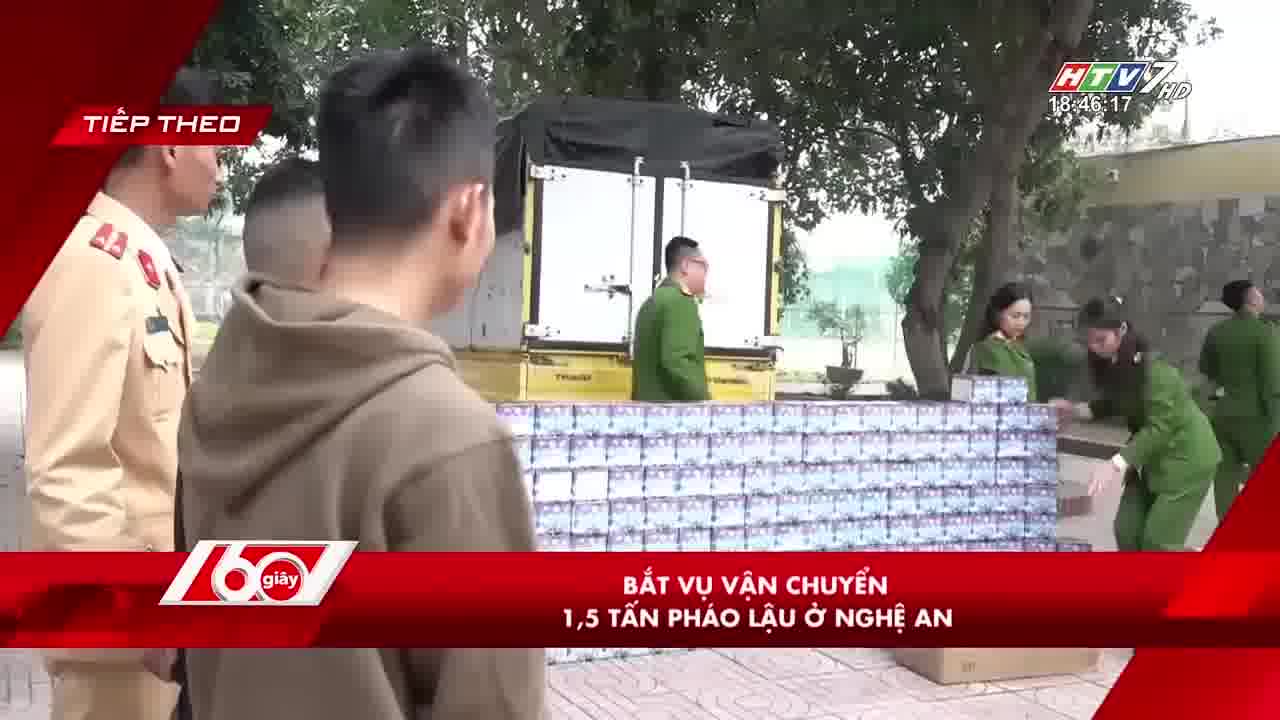 HTV7 HD
18:46:17
TIẾP THEO
60 giây
BẮT VỤ VẬN CHUYỂN
1,5 TẤN PHÁO LẬU Ở NGHỆ AN